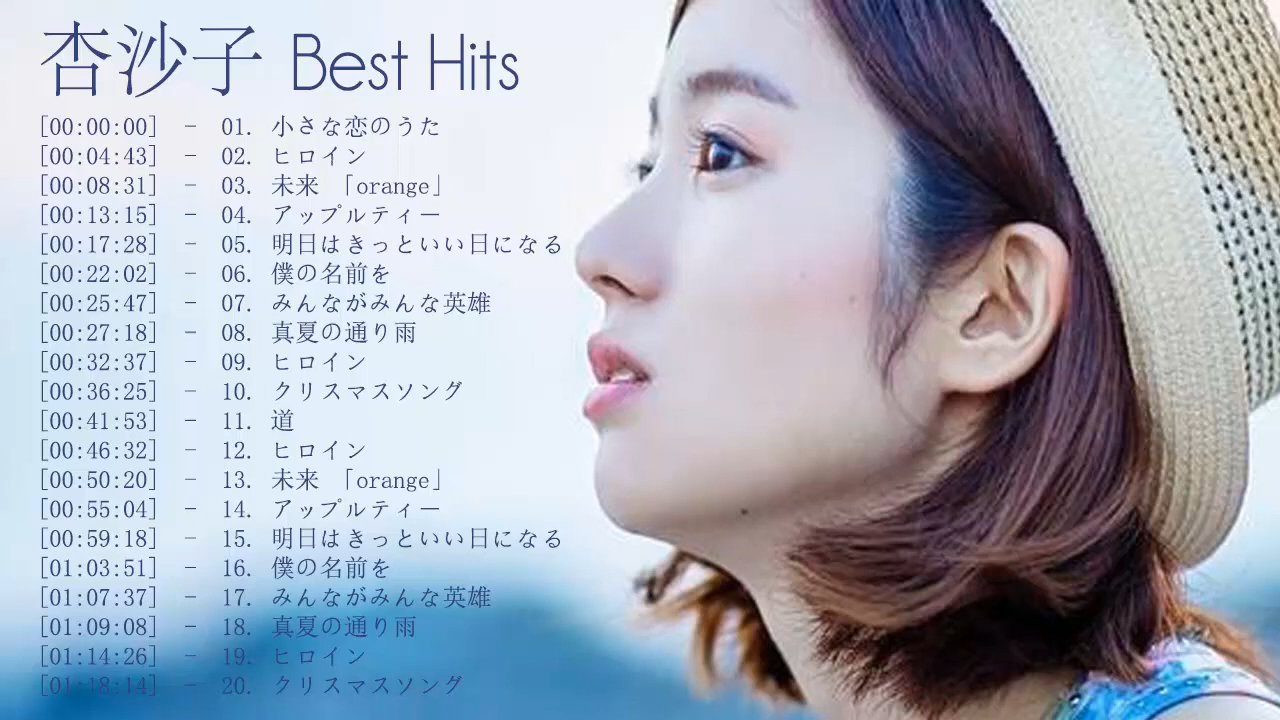 杏沙子 Best Hits
[00:00:00] - 01. 小さな恋のうた
[00:04:43] - 02. ヒロイン
[00:08:31] - 03. 未来 「orange」
[00:13:15] - 04. アップルティー
[00:17:28] - 05. 明日はきっといい日になる
[00:22:02] - 06. 僕の名前を
[00:25:47] - 07. みんながみんな英雄
[00:27:18] - 08. 真夏の通り雨
[00:32:37] - 09. ヒロイン
[00:36:25] - 10. クリスマスソング
[00:41:53] - 11. 道
[00:46:32] - 12. ヒロイン
[00:50:20] - 13. 未来 「orange」
[00:55:04] - 14. アップルティー
[00:59:18] - 15. 明日はきっといい日になる
[01:03:51] - 16. 僕の名前を
[01:07:37] - 17. みんながみんな英雄
[01:09:08] - 18. 真夏の通り雨
[01:14:26] - 19. ヒロイン
[01:18:14] - 20. クリスマスソング